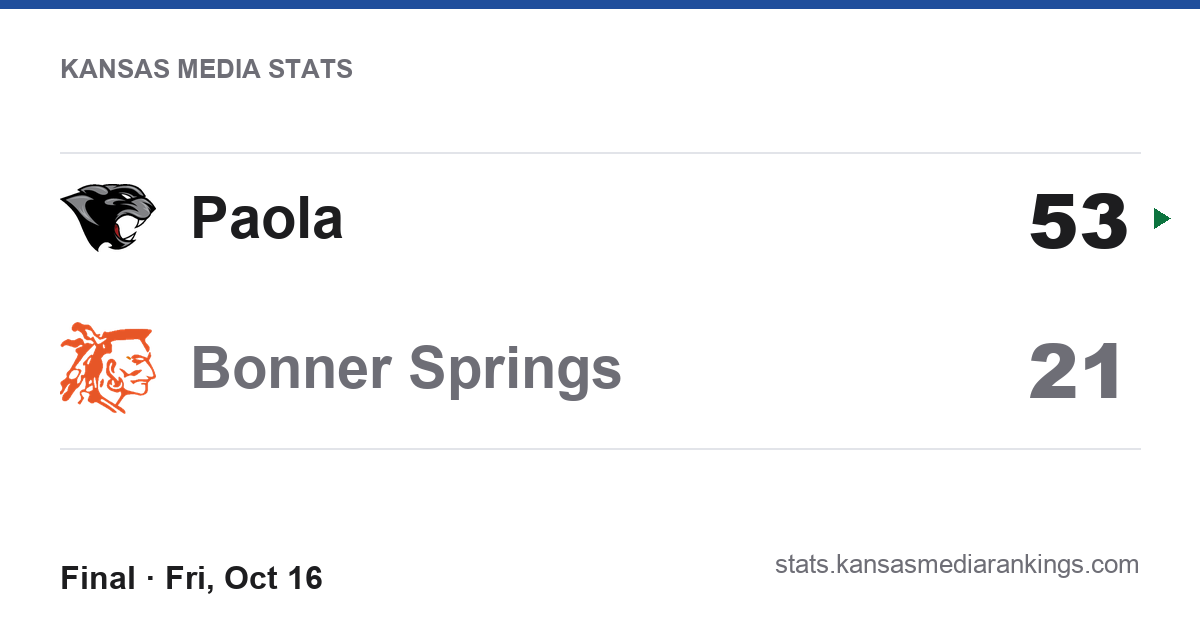 KANSAS MEDIA STATS
Paola 53
Bonner Springs 21
Final · Fri, Oct 16
stats.kansasmediarankings.com